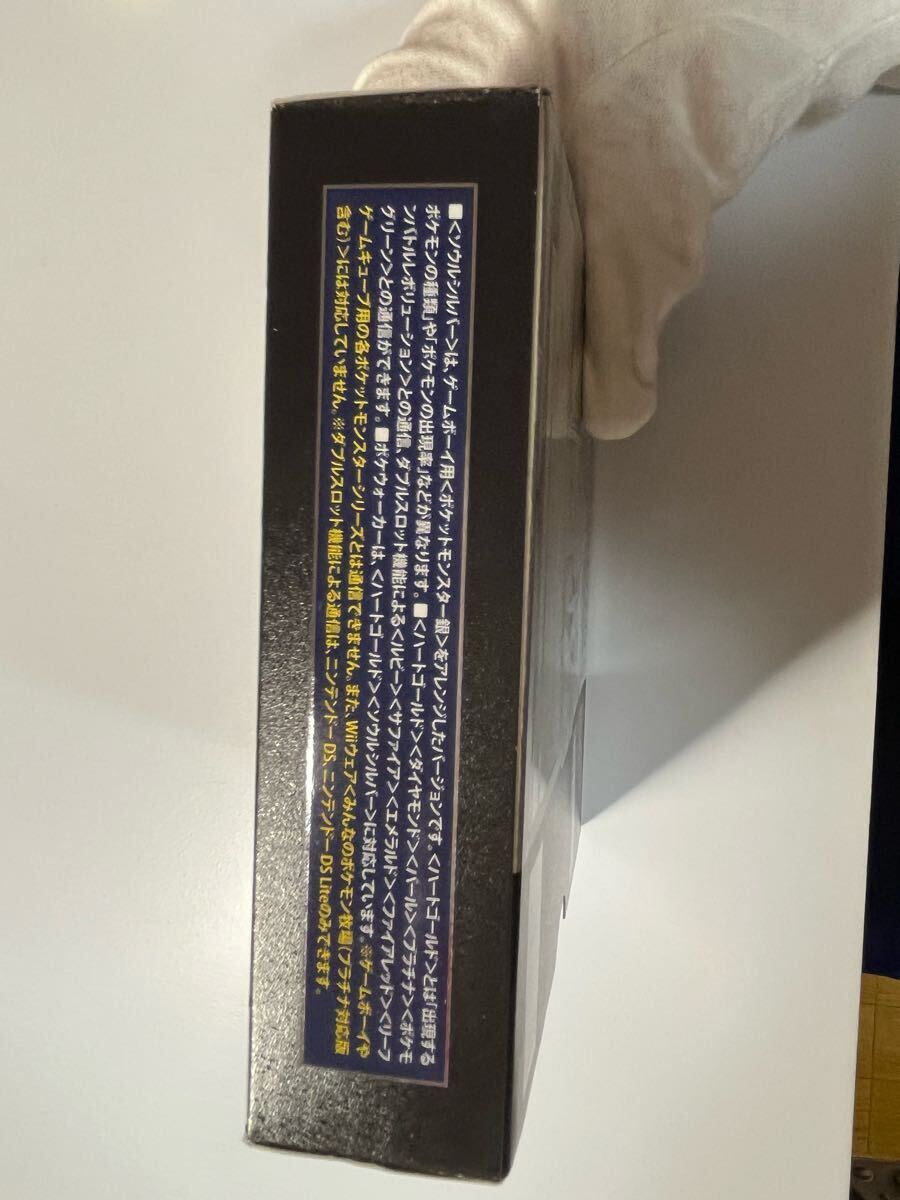 ■<ソウルシルバー>は、ゲームボーイ用<ポケットモンスター銀>をアレンジしたバージョンです。<ハートゴールド>とは「出現する
ポケモンの種類」や「ポケモンの出現率」などが異なります。■<ハートゴールド><ダイヤモンド><パール><プラチナ><ポケモ
ンバトルレボリューション>との通信、ダブルスロット機能による<ルビー><サファイア><エメラルド><ファイアレッド><リーフ
グリーン>との通信ができます。■ポケウォーカーは、<ハートゴールド><ソウルシルバー>に対応しています。※ゲームボーイや
ゲームキューブ用の各ポケットモンスターシリーズとは通信できません。また、Wiiウェア<みんなのポケモン牧場(プラチナ対応版
含む)>には対応していません。※ダブルスロット機能による通信は、ニンテンドーDS、ニンテンドーDS Liteのみできます。